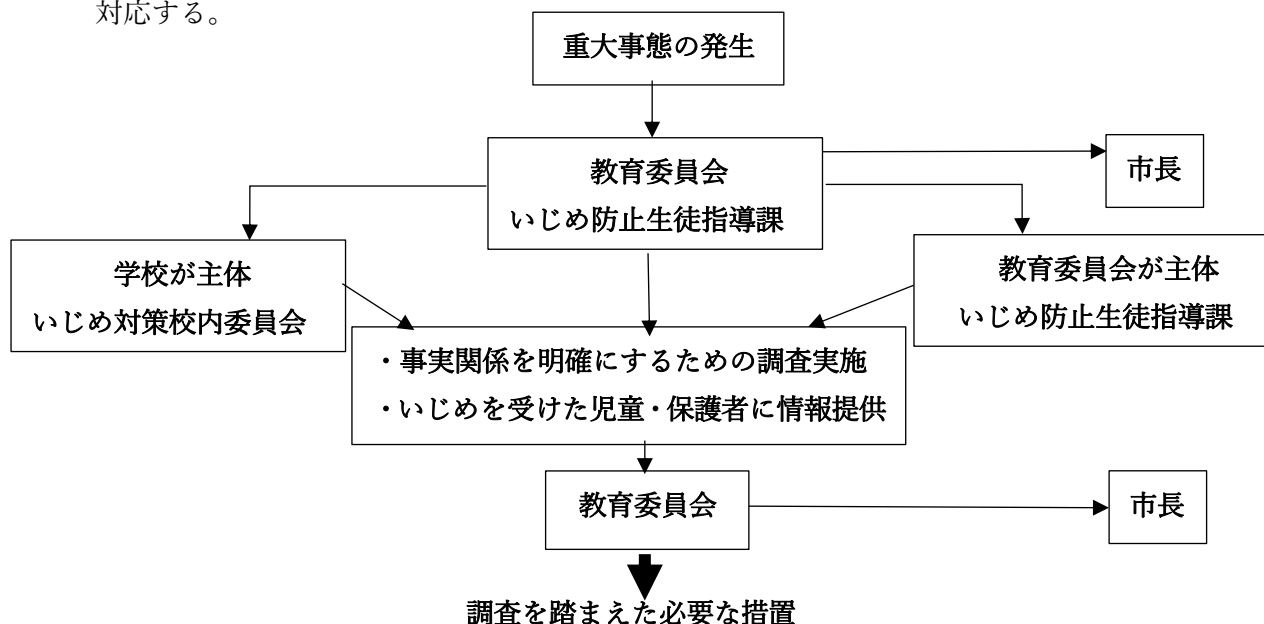 対応する。
重大事態の発生
教育委員会
いじめ防止生徒指導課
市長
学校が主体
いじめ対策校内委員会
教育委員会が主体
いじめ防止生徒指導課
・事実関係を明確にするための調査実施
・いじめを受けた児童・保護者に情報提供
教育委員会
市長
調査を踏まえた必要な措置